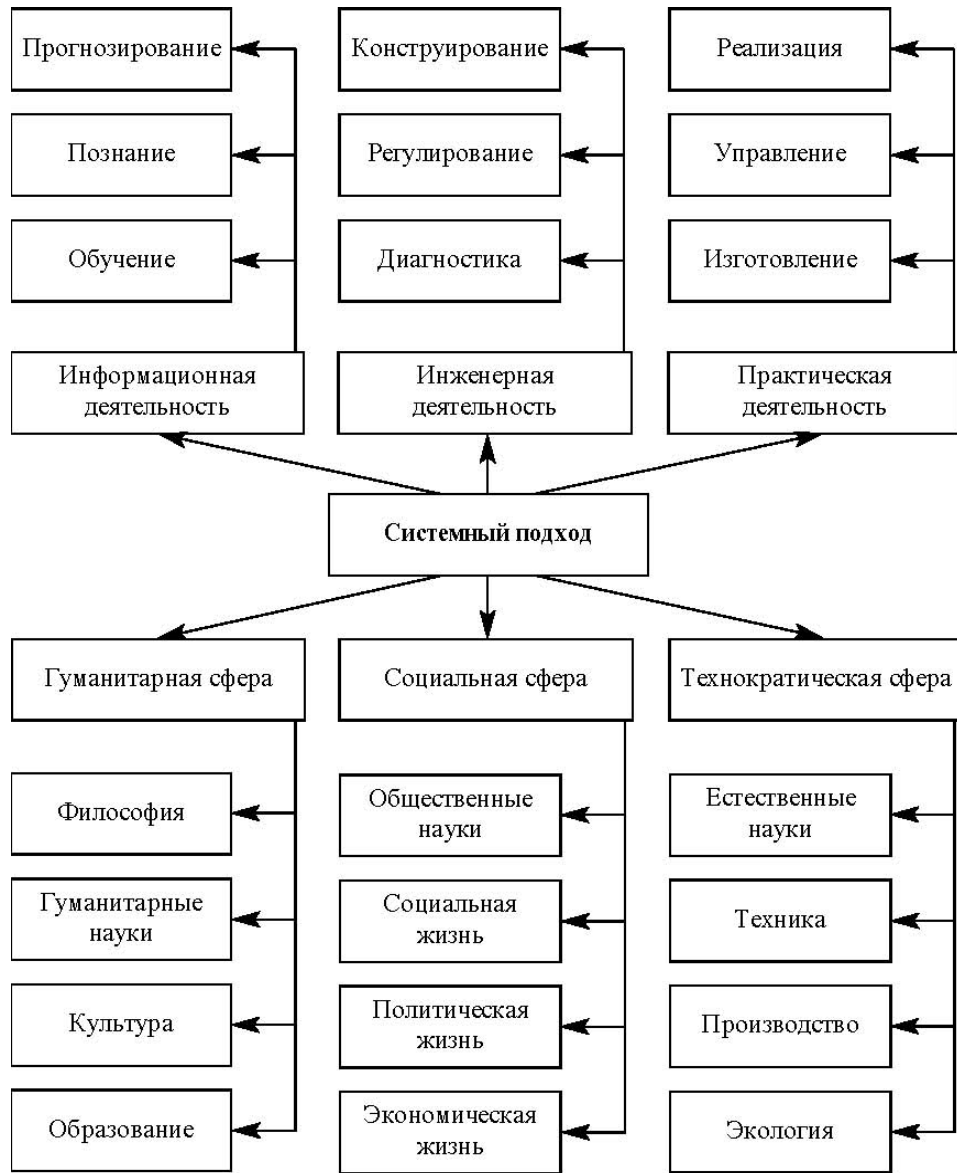 Прогнозирование
Конструирование
Реализация
Познание
Регулирование
Управление
Обучение
Диагностика
Изготовление
Информационная
деятельность
Инженерная
деятельность
Практическая
деятельность
Системный подход
Гуманитарная сфера
Социальная сфера
Технократическая сфера
Философия
Общественные
науки
Естественные
науки
Гуманитарные
науки
Социальная
жизнь
Техника
Культура
Политическая
жизнь
Производство
Образование
Экономическая
жизнь
Экология